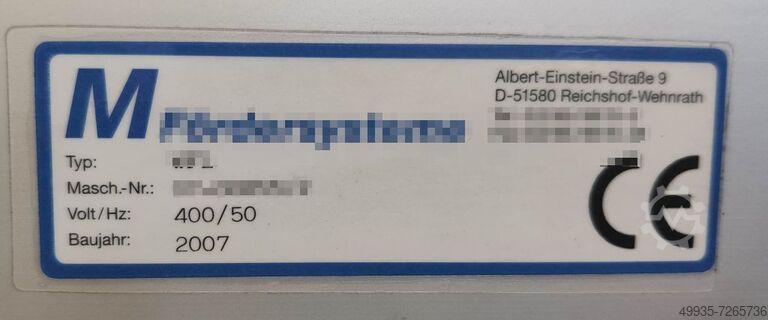 M
Albert-Einstein-Straße 9
D-51580 Reichshof-Wehnrath
Fördersysteme
Typ:
Masch.-Nr.:
Volt/Hz: 400/50
Baujahr: 2007
CE
49935-7265736